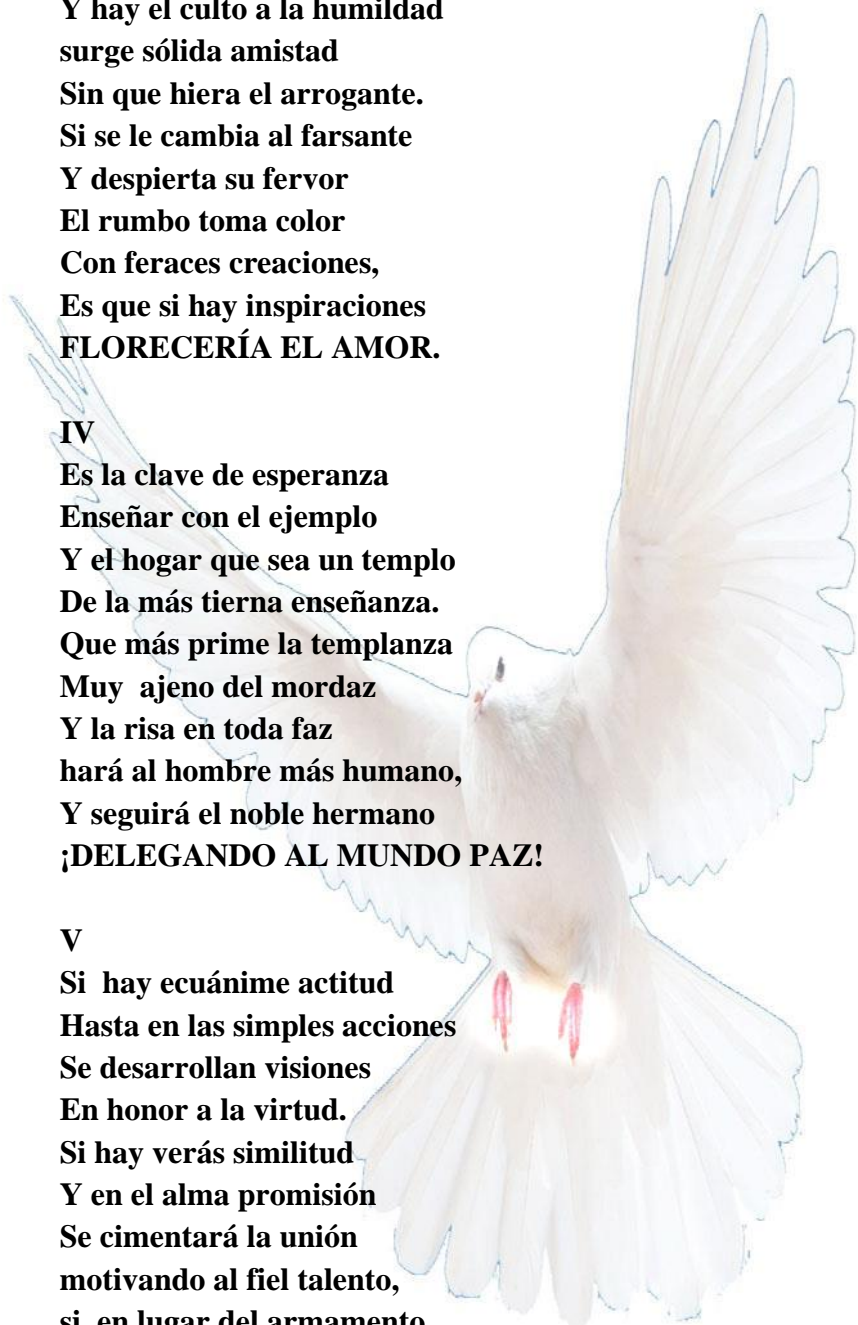 Y hay el culto a la humildad
surge sólida amistad
Sin que hiera el arrogante.
Si se le cambia al farsante
Y despierta su fervor
El rumbo toma color
Con feraces creaciones,
Es que si hay inspiraciones
FLORECERÍA EL AMOR.

IV
Es la clave de esperanza
Enseñar con el ejemplo
Y el hogar que sea un templo
De la más tierna enseñanza.
Que más prime la templanza
Muy  ajeno del mordaz
Y la risa en toda faz
hará al hombre más humano,
Y seguirá el noble hermano
¡DELEGANDO AL MUNDO PAZ!

V
Si  hay ecuánime actitud
Hasta en las simples acciones
Se desarrollan visiones
En honor a la virtud.
Si hay verás similitud
Y en el alma promisión
Se cimentará la unión
motivando al fiel talento,
si  en lugar del armamento